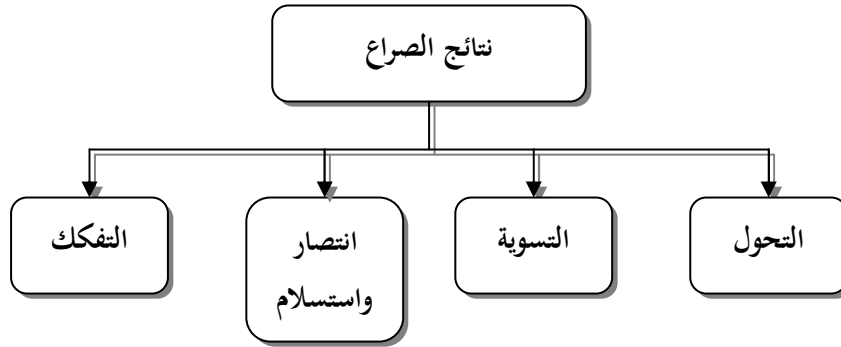 نتائج الصراع
التحول
التسوية
انتصار
واستسلام
التفكك